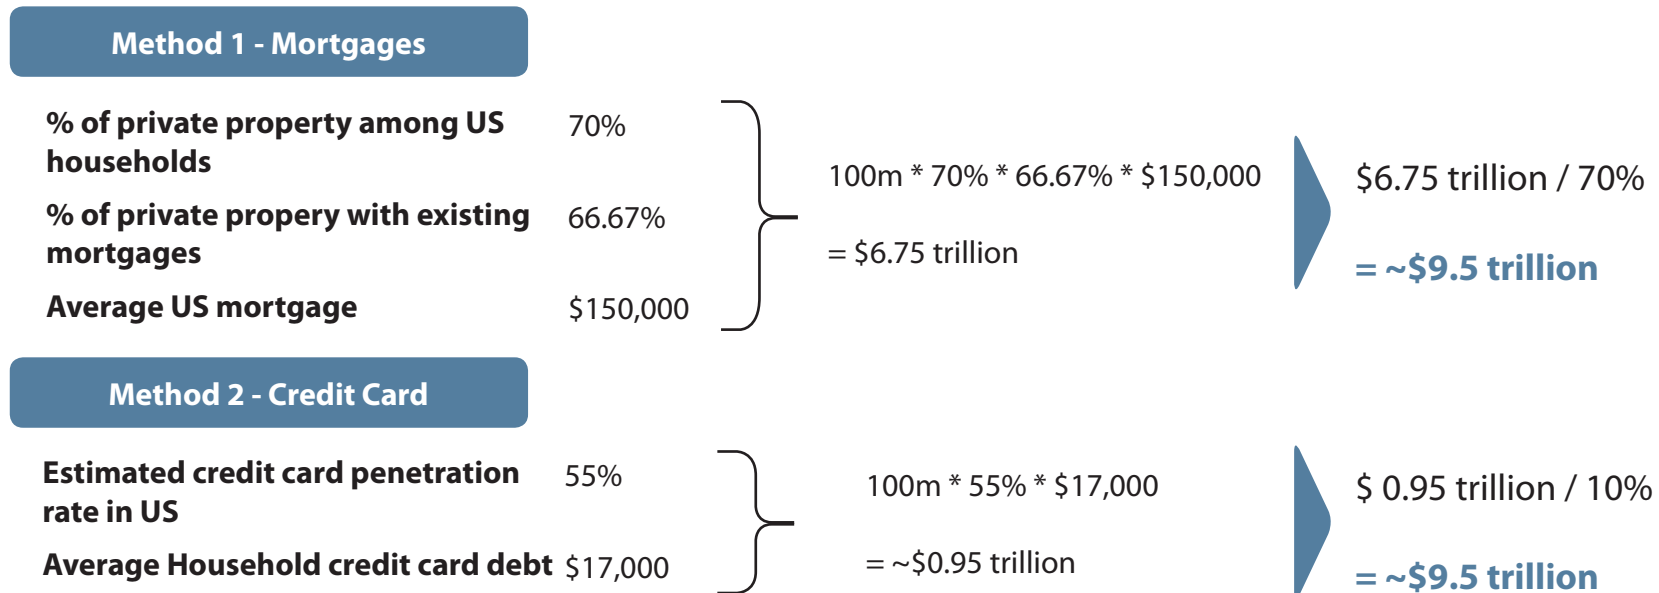 Method 1 - Mortgages
% of private property among US
households
70%
% of private propery with existing
mortgages
66.67%
Average US mortgage
$150,000
100m * 70% * 66.67% * $150,000
= $6.75 trillion
$6.75 trillion / 70%
= ~$9.5 trillion
Method 2 - Credit Card
Estimated credit card penetration
rate in US
55%
Average Household credit card debt
$17,000
100m * 55% * $17,000
= ~$0.95 trillion
$ 0.95 trillion / 10%
= ~$9.5 trillion